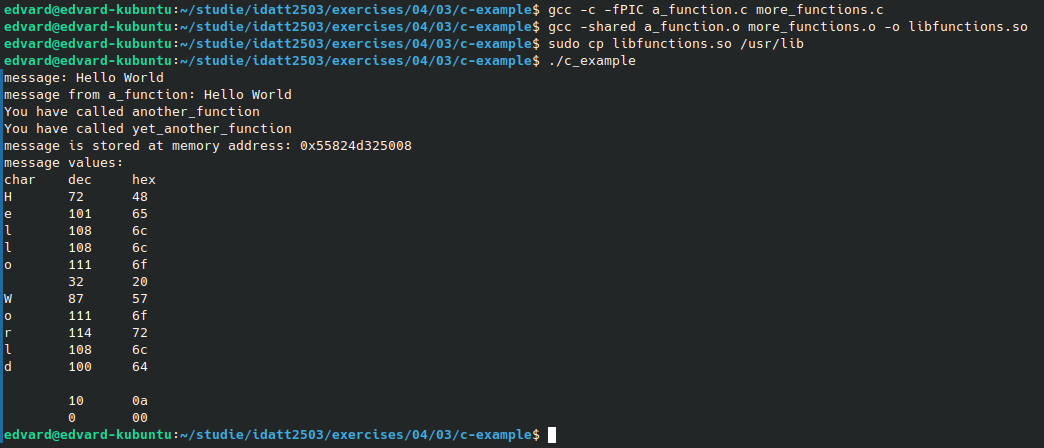 edvard@edvard-kubuntu:~/studie/idatt2503/exercises/04/03/c-example$ gcc -c -fPIC a_function.c more_functions.c
edvard@edvard-kubuntu:~/studie/idatt2503/exercises/04/03/c-example$ gcc -shared a_function.o more_functions.o -o libfunctions.so
edvard@edvard-kubuntu:~/studie/idatt2503/exercises/04/03/c-example$ sudo cp libfunctions.so /usr/lib
edvard@edvard-kubuntu:~/studie/idatt2503/exercises/04/03/c-example$ ./c_example
message: Hello World
message from a_function: Hello World
You have called another_function
You have called yet_another_function
message is stored at memory address: 0x55824d325008
message values:
char    dec     hex
H       72      48
e       101     65
l       108     6c
l       108     6c
o       111     6f
        32      20
W       87      57
o       111     6f
r       114     72
l       108     6c
d       100     64

        10      0a
        0       00
edvard@edvard-kubuntu:~/studie/idatt2503/exercises/04/03/c-example$